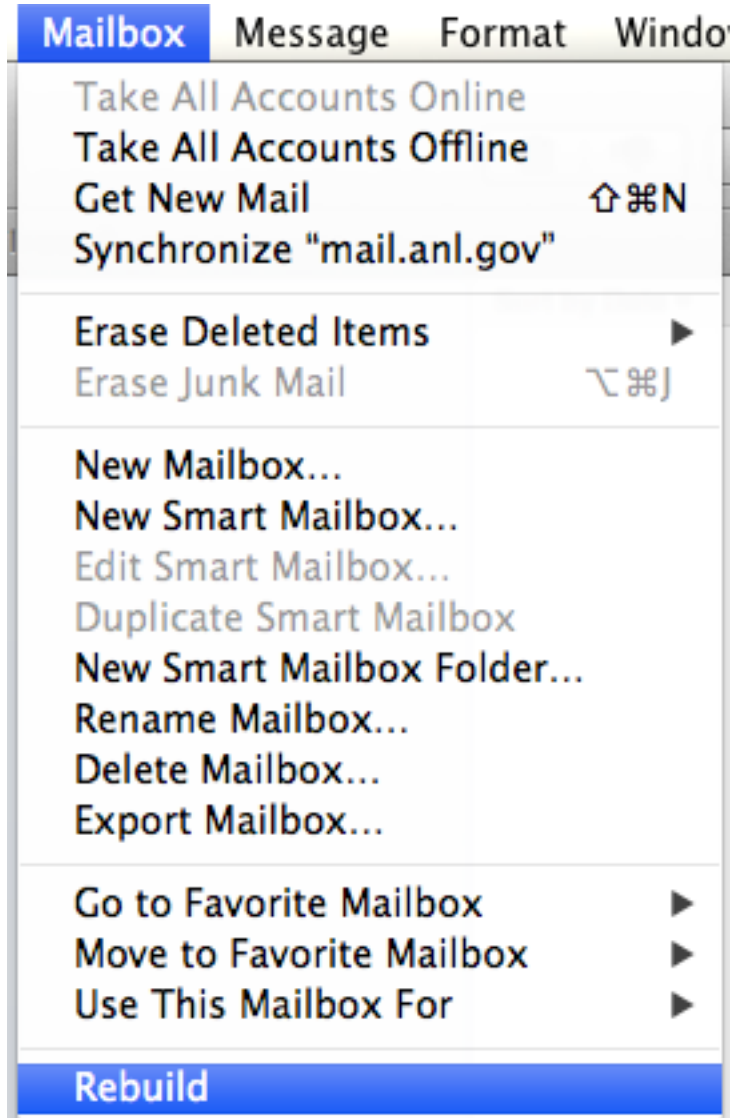 Mailbox Message Format Windo
Take All Accounts Online
Take All Accounts Offline
Get New Mail ⇧⌘N
Synchronize “mail.anl.gov”
Erase Deleted Items ▶
Erase Junk Mail ⌥⌘J
New Mailbox...
New Smart Mailbox...
Edit Smart Mailbox...
Duplicate Smart Mailbox
New Smart Mailbox Folder...
Rename Mailbox...
Delete Mailbox...
Export Mailbox...
Go to Favorite Mailbox ▶
Move to Favorite Mailbox ▶
Use This Mailbox For ▶
Rebuild